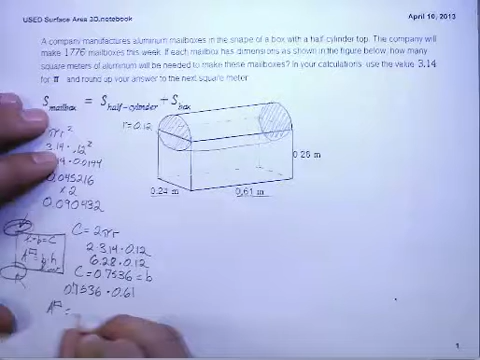 USED Surface Area 3D.notebook
April 10, 2013
A company manufactures aluminum mailboxes in the shape of a box with a half-cylinder top. The company will
make 1776 mailboxes this week. If each mailbox has dimensions as shown in the figure below, how many
square meters of aluminum will be needed to make these mailboxes? In your calculations, use the value 3.14
for π and round up your answer to the next square meter.
S mailbox = S half-cylinder + S box
πr²
r=0.12
3.14 · .12²
.14 · 0.0144
0.26 m
0.045216
x 2
0.24 m
0.61 m
0.090432
C = 2πr
b=C
2·3.14·0.12
A▭ = b·h
6.28 · 0.12
C = 0.7536 = b
0.7536 · 0.61
A▭ =
1